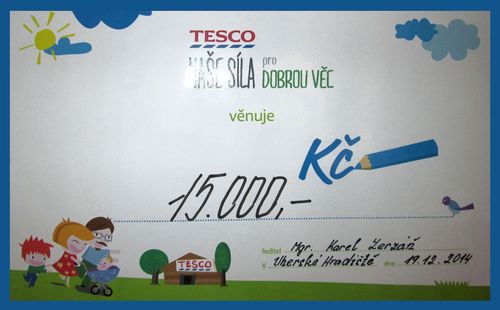 TESCO
NAŠE SÍLA pro DOBROU VĚC
věnuje
Kč
15.000,-
ředitel Mgr. Karel
V Uherské Hradiště dne 19.12.2014
TESCO